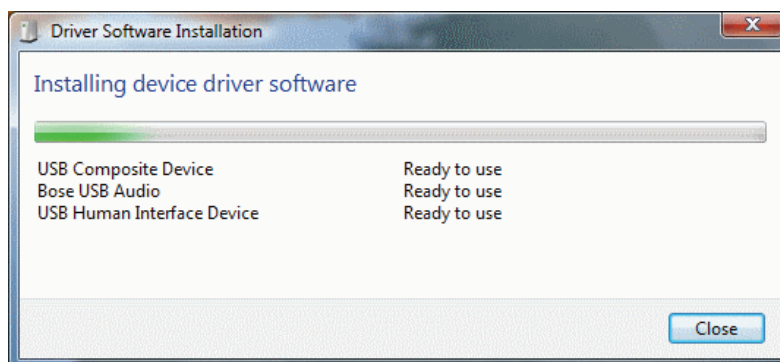 Driver Software Installation
Installing device driver software
USB Composite Device Ready to use
Bose USB Audio Ready to use
USB Human Interface Device Ready to use
Close